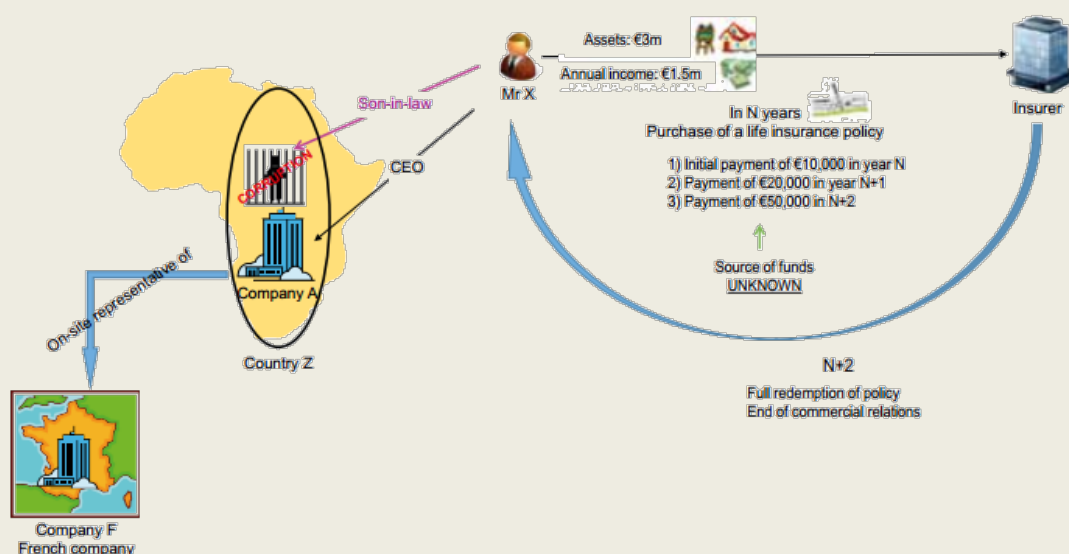 Assets: €3m
Annual income: €1.5m
Mr X
Insurer
Son-in-law
In N years
Purchase of a life insurance policy
CEO
1) Initial payment of €10,000 in year N
2) Payment of €20,000 in year N+1
3) Payment of €50,000 in N+2
CORRUPTION
Source of funds
UNKNOWN
Company A
On-site representative of
Country Z
N+2
Full redemption of policy
End of commercial relations
Company F
French company